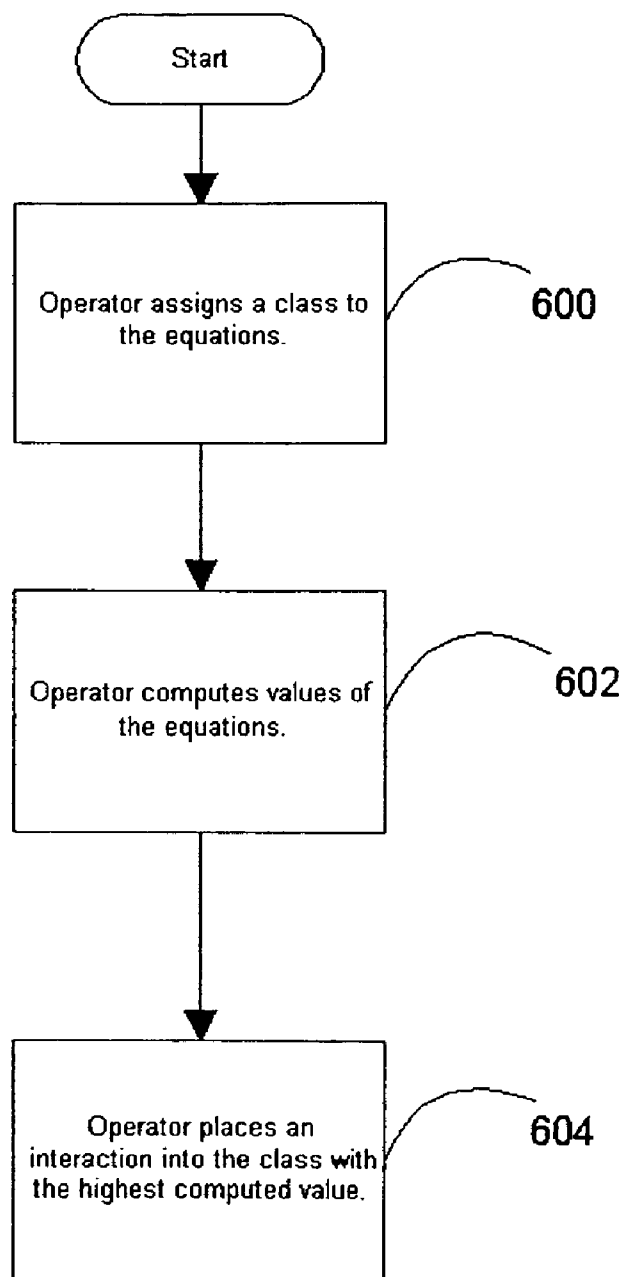 Start
Operator assigns a class to
the equations.
600
Operator computes values of
the equations.
602
Operator places an
interaction into the class with
the highest computed value.
604